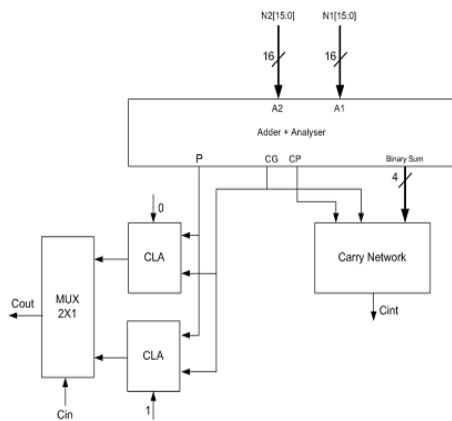 N2[15:0] N1[15:0]
16 16
A2 A1
Adder + Analyser
P CG CP Binary Sum
4
0
CLA
Carry Network
MUX
2X1
Cout
Cint
CLA
Cin
1